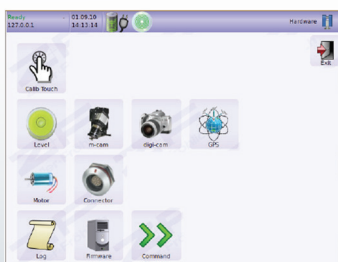 Ready
127.0.0.1
01.09.10
14:13:14
Hardware
Exit
Calib Touch
Level
m-cam
digi-cam
GPS
Motor
Connector
Log
Firmware
Command